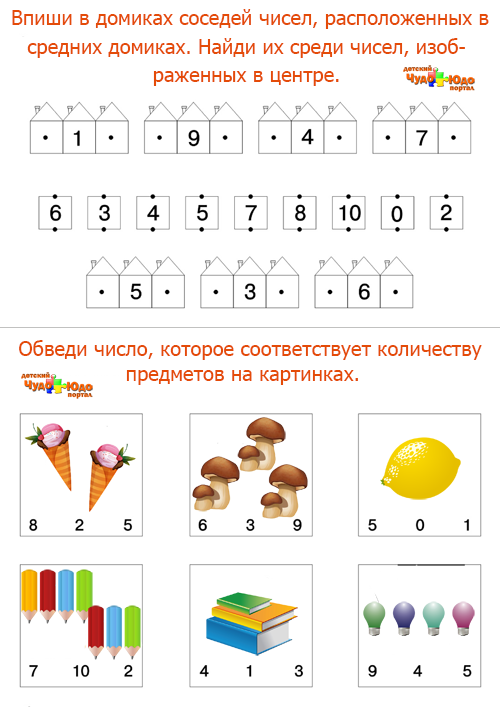 Впиши в домиках соседей чисел, расположенных в
средних домиках. Найди их среди чисел, изоб-
раженных в центре.
детский
Чудо Юдо
портал
1 9 4 7
6 3 4 5 7 8 10 0 2
5 3 6
Обведи число, которое соответствует количеству
предметов на картинках.
детский
Чудо Юдо
портал
8 2 5
6 3 9
5 0 1
7 10 2
4 1 3
9 4 5